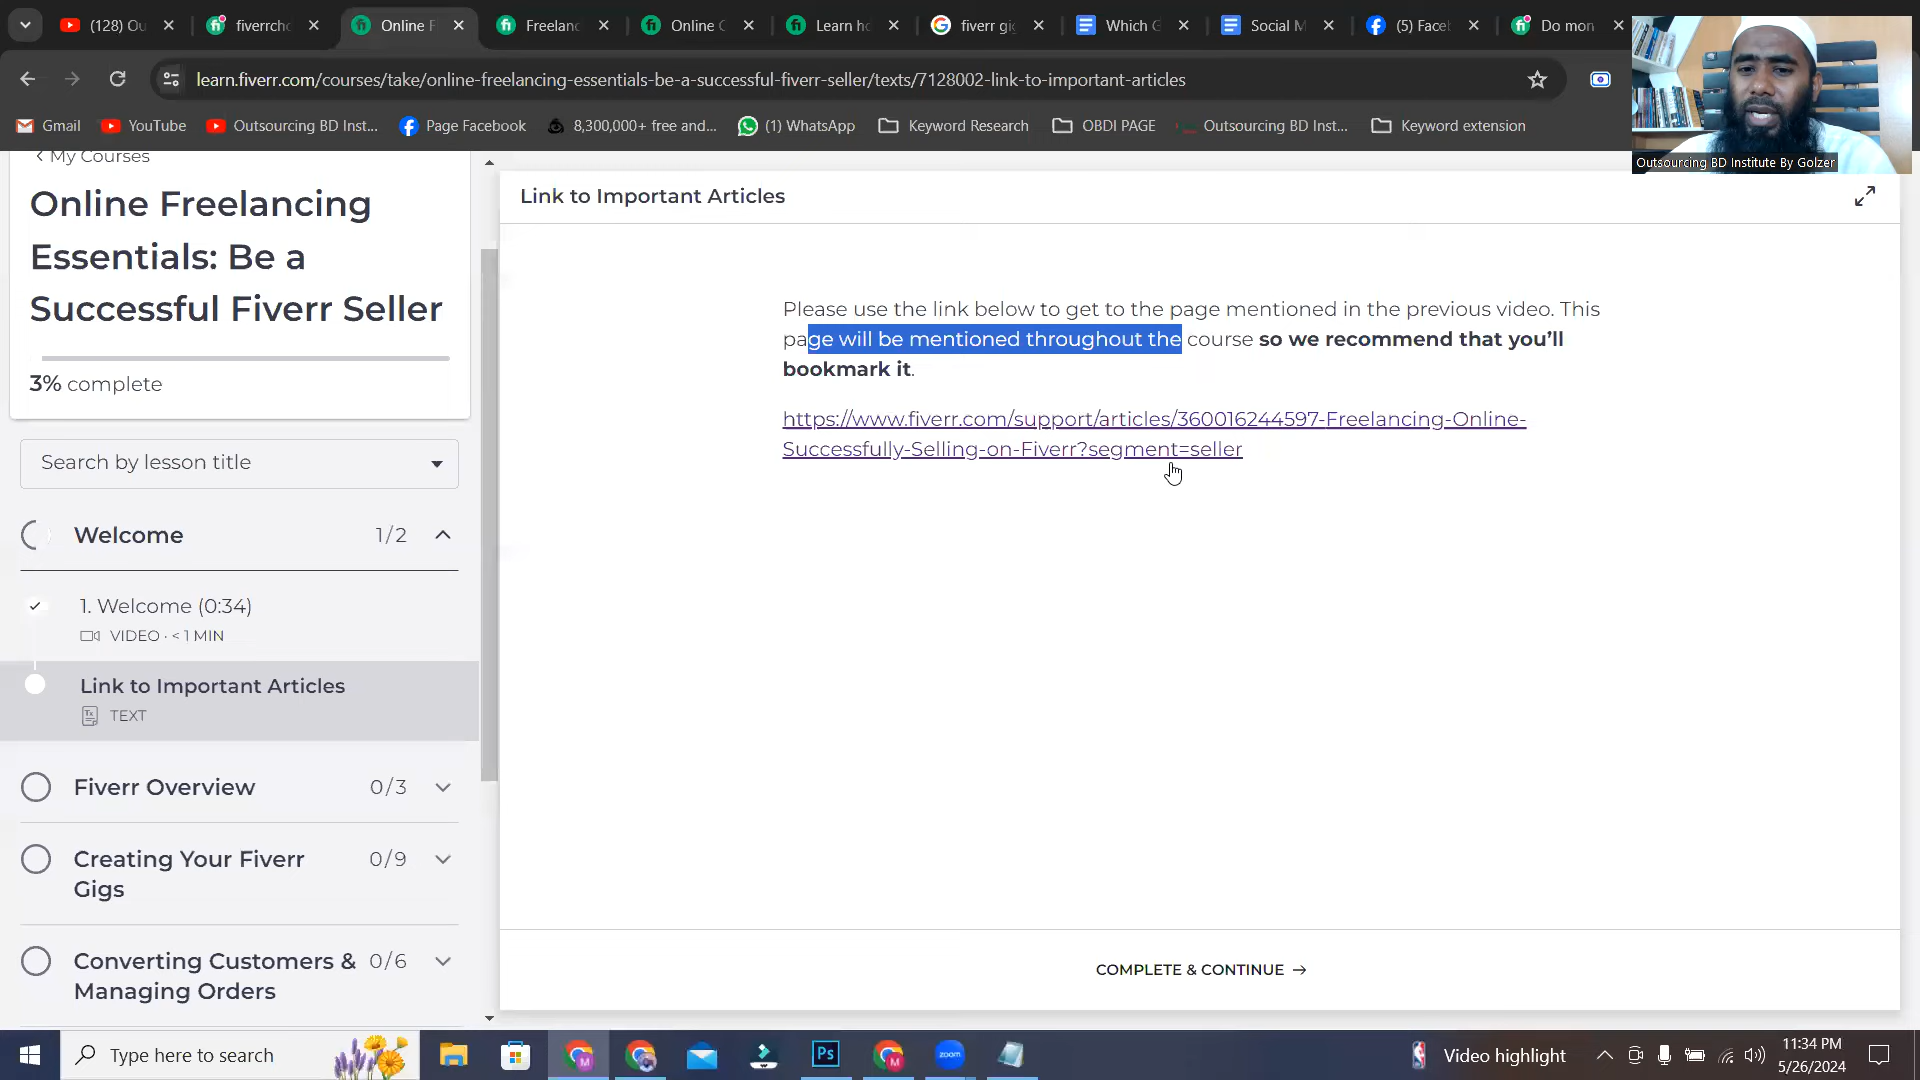 (128) Ou
fiverrcho
Online F
Freelanc
Online C
Learn ho
fiverr gig
Which G
Social M
(5) Faceb
Do mon
learn.fiverr.com/courses/take/online-freelancing-essentials-be-a-successful-fiverr-seller/texts/7128002-link-to-important-articles
Gmail
YouTube
Outsourcing BD Inst...
Page Facebook
8,300,000+ free and...
(1) WhatsApp
Keyword Research
OBDI PAGE
Outsourcing BD Inst...
Keyword extension
Outsourcing BD Institute By Golzer
My Courses
Online Freelancing
Essentials: Be a
Successful Fiverr Seller
3% complete
Search by lesson title
Welcome 1/2
1. Welcome (0:34)
VIDEO · < 1 MIN
Link to Important Articles
TEXT
Fiverr Overview 0/3
Creating Your Fiverr 0/9
Gigs
Converting Customers & 0/6
Managing Orders
Link to Important Articles
Please use the link below to get to the page mentioned in the previous video. This
page will be mentioned throughout the course so we recommend that you'll
bookmark it.
https://www.fiverr.com/support/articles/360016244597-Freelancing-Online-
Successfully-Selling-on-Fiverr?segment=seller
COMPLETE & CONTINUE →
Type here to search
Ps
zoom
Video highlight
11:34 PM
5/26/2024